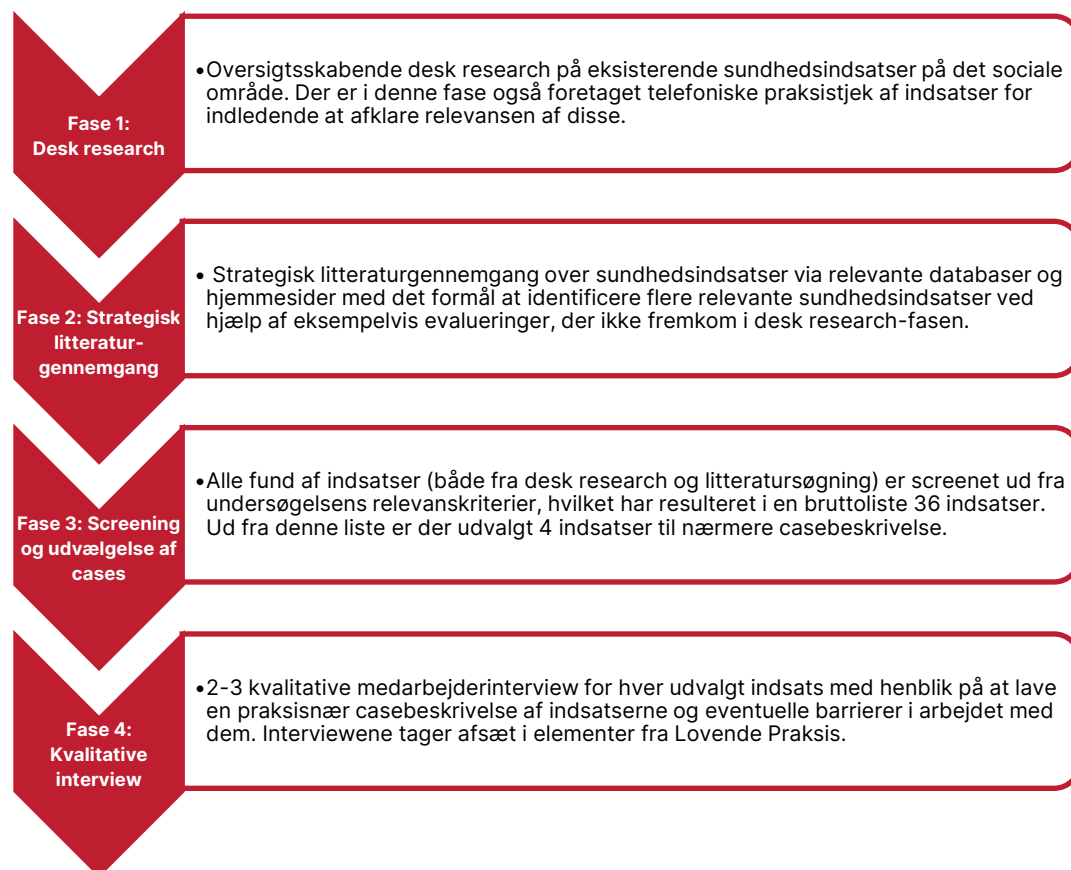 Fase 1:
Desk research
•Oversigtsskabende desk research på eksisterende sundhedsindsatser på det sociale
område. Der er i denne fase også foretaget telefoniske praksistjek af indsatser for
indledende at afklare relevansen af disse.
Fase 2: Strategisk
litteratur-
gennemgang
• Strategisk litteraturgennemgang over sundhedsindsatser via relevante databaser og
hjemmesider med det formål at identificere flere relevante sundhedsindsatser ved
hjælp af eksempelvis evalueringer, der ikke fremkom i desk research-fasen.
Fase 3: Screening
og udvælgelse af
cases
•Alle fund af indsatser (både fra desk research og litteratursøgning) er screenet ud fra
undersøgelsens relevanskriterier, hvilket har resulteret i en bruttoliste 36 indsatser.
Ud fra denne liste er der udvalgt 4 indsatser til nærmere casebeskrivelse.
Fase 4:
Kvalitative
interview
•2-3 kvalitative medarbejderinterview for hver udvalgt indsats med henblik på at lave
en praksisnær casebeskrivelse af indsatserne og eventuelle barrierer i arbejdet med
dem. Interviewene tager afsæt i elementer fra Lovende Praksis.